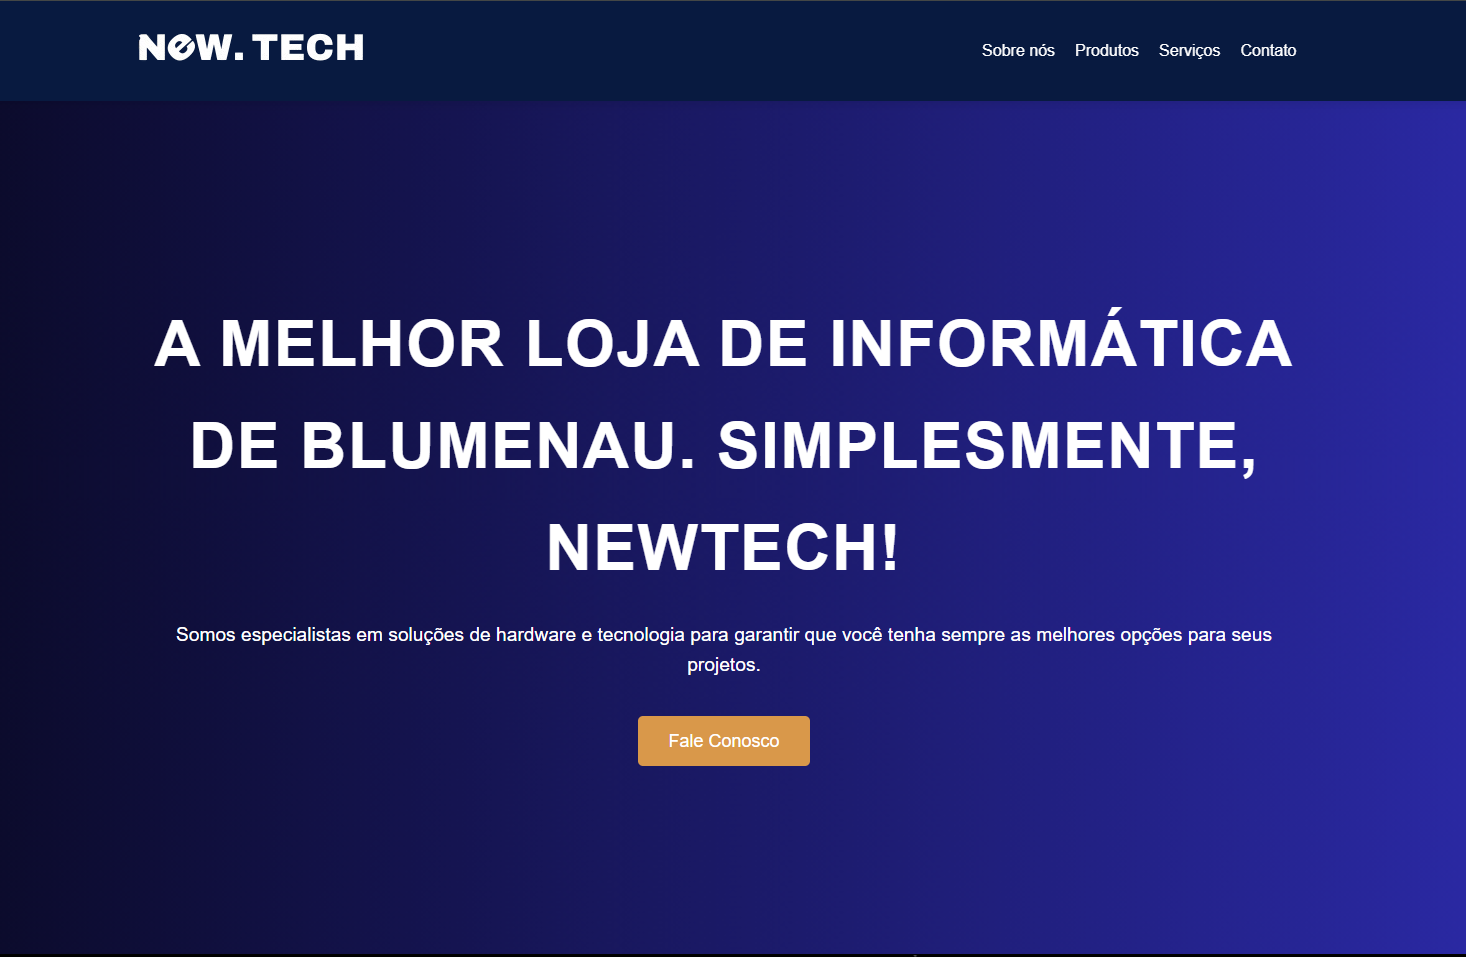 NeW. TECH
Sobre nós Produtos Serviços Contato
A MELHOR LOJA DE INFORMÁTICA
DE BLUMENAU. SIMPLESMENTE,
NEWTECH!
Somos especialistas em soluções de hardware e tecnologia para garantir que você tenha sempre as melhores opções para seus
projetos.
Fale Conosco